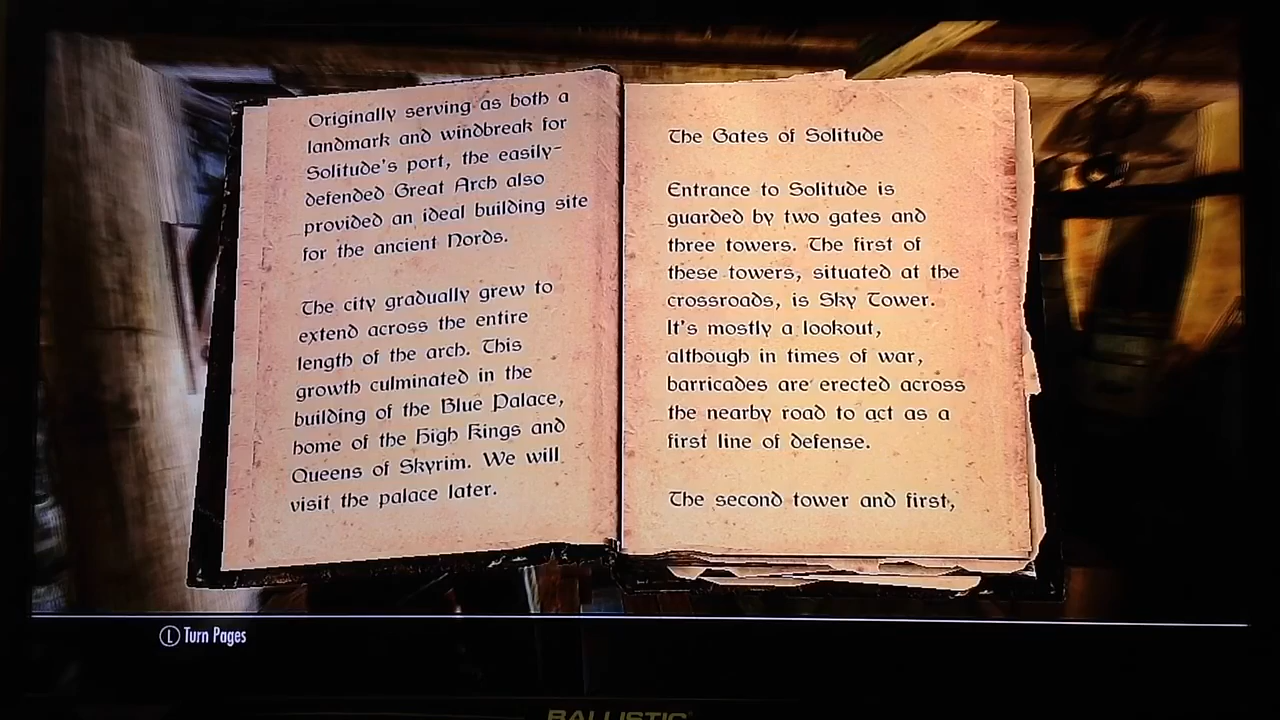 Originally serving as both a
landmark and windbreak for
Solitude's port, the easily-
defended Great Arch also
provided an ideal building site
for the ancient Nords.
The city gradually grew to
extend across the entire
length of the arch. This
growth culminated in the
building of the Blue Palace,
home of the High Kings and
Queens of Skyrim. We will
visit the palace later.
The Gates of Solitude
Entrance to Solitude is
guarded by two gates and
three towers. The first of
these towers, situated at the
crossroads, is Sky Tower.
It's mostly a lookout,
although in times of war,
barricades are erected across
the nearby road to act as a
first line of defense.
The second tower and first,
L Turn Pages
BALLISTIC